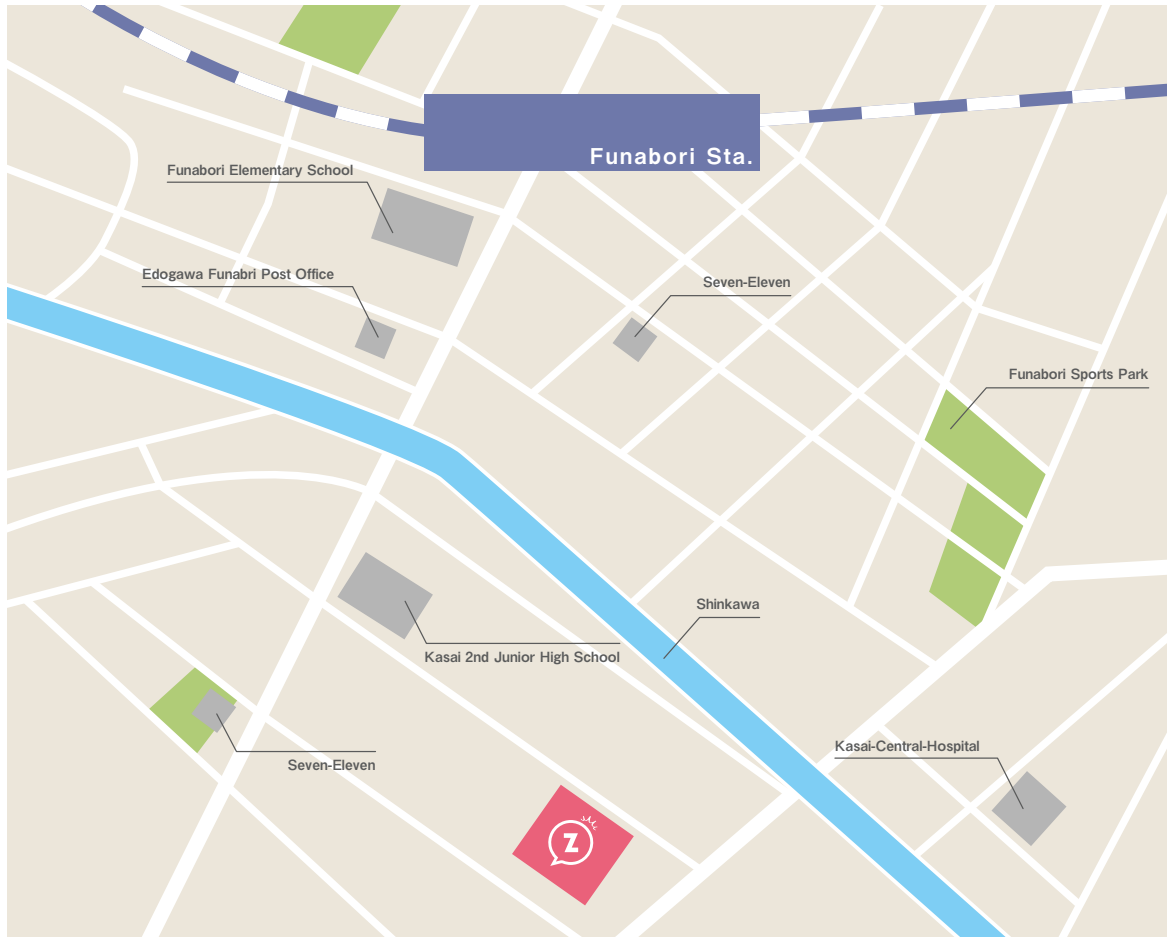 Funabori Sta.
Funabori Elementary School
Edogawa Funabri Post Office
Seven-Eleven
Funabori Sports Park
Shinkawa
Kasai 2nd Junior High School
Kasai-Central-Hospital
Seven-Eleven
Z